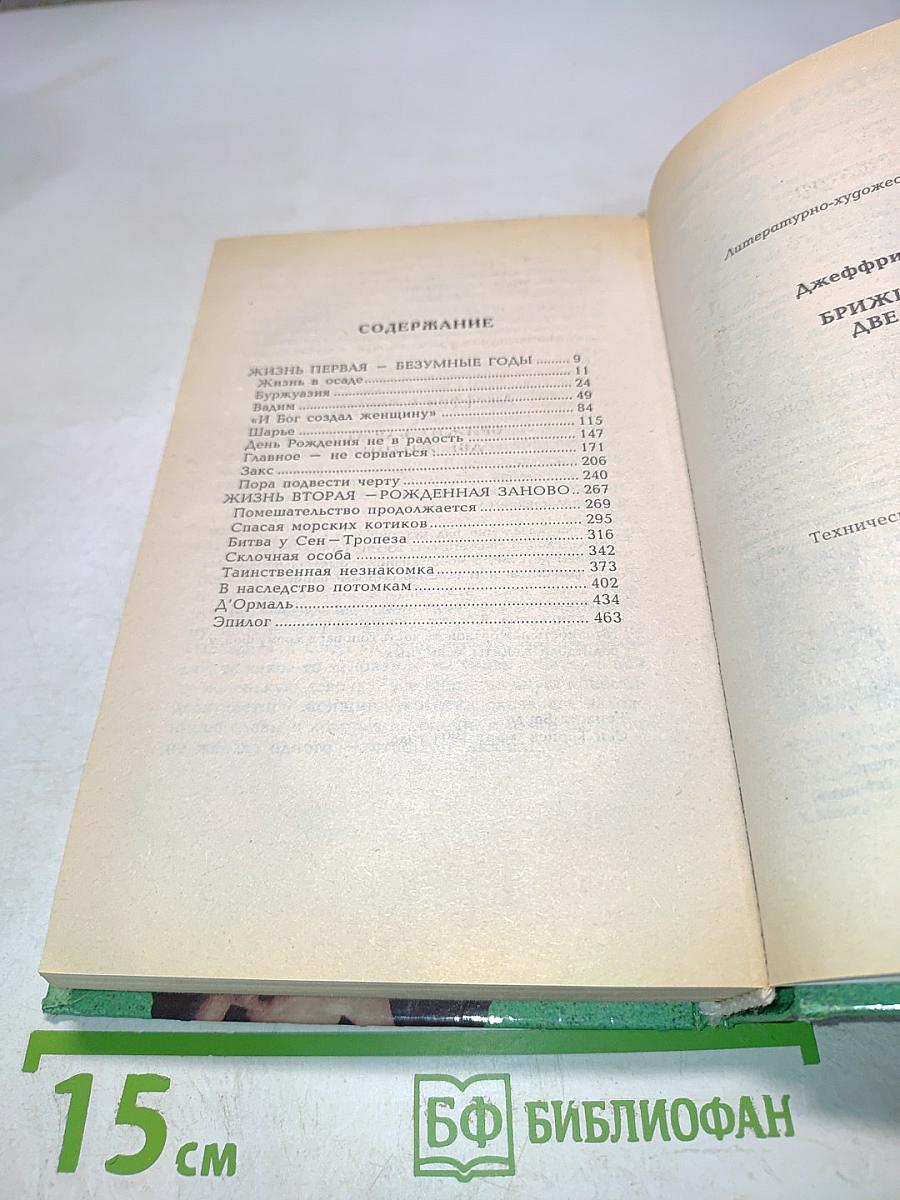 СОДЕРЖАНИЕ
ЖИЗНЬ ПЕРВАЯ — БЕЗУМНЫЕ ГОДЫ ......... 9
Жизнь в осаде ......... 11
Буржуазия ......... 24
Вадим ......... 49
«И Бог создал женщину» ......... 84
Шарье ......... 115
День Рождения не в радость ......... 147
Главное — не сорваться ......... 171
Закс ......... 206
Пора подвести черту ......... 240
ЖИЗНЬ ВТОРАЯ —РОЖДЕННАЯ ЗАНОВО .. 267
Помешательство продолжается ......... 269
Спасая морских котиков ......... 295
Битва у Сен—Тропеза ......... 316
Склочная особа ......... 342
Таинственная незнакомка ......... 373
В наследство потомкам ......... 402
Д'Ормаль ......... 434
Эпилог ......... 463
Литературно-художес
Джеффри
БРИЖИ
ДВЕ
Техничес
15 см
БФ БИБЛИОФАН